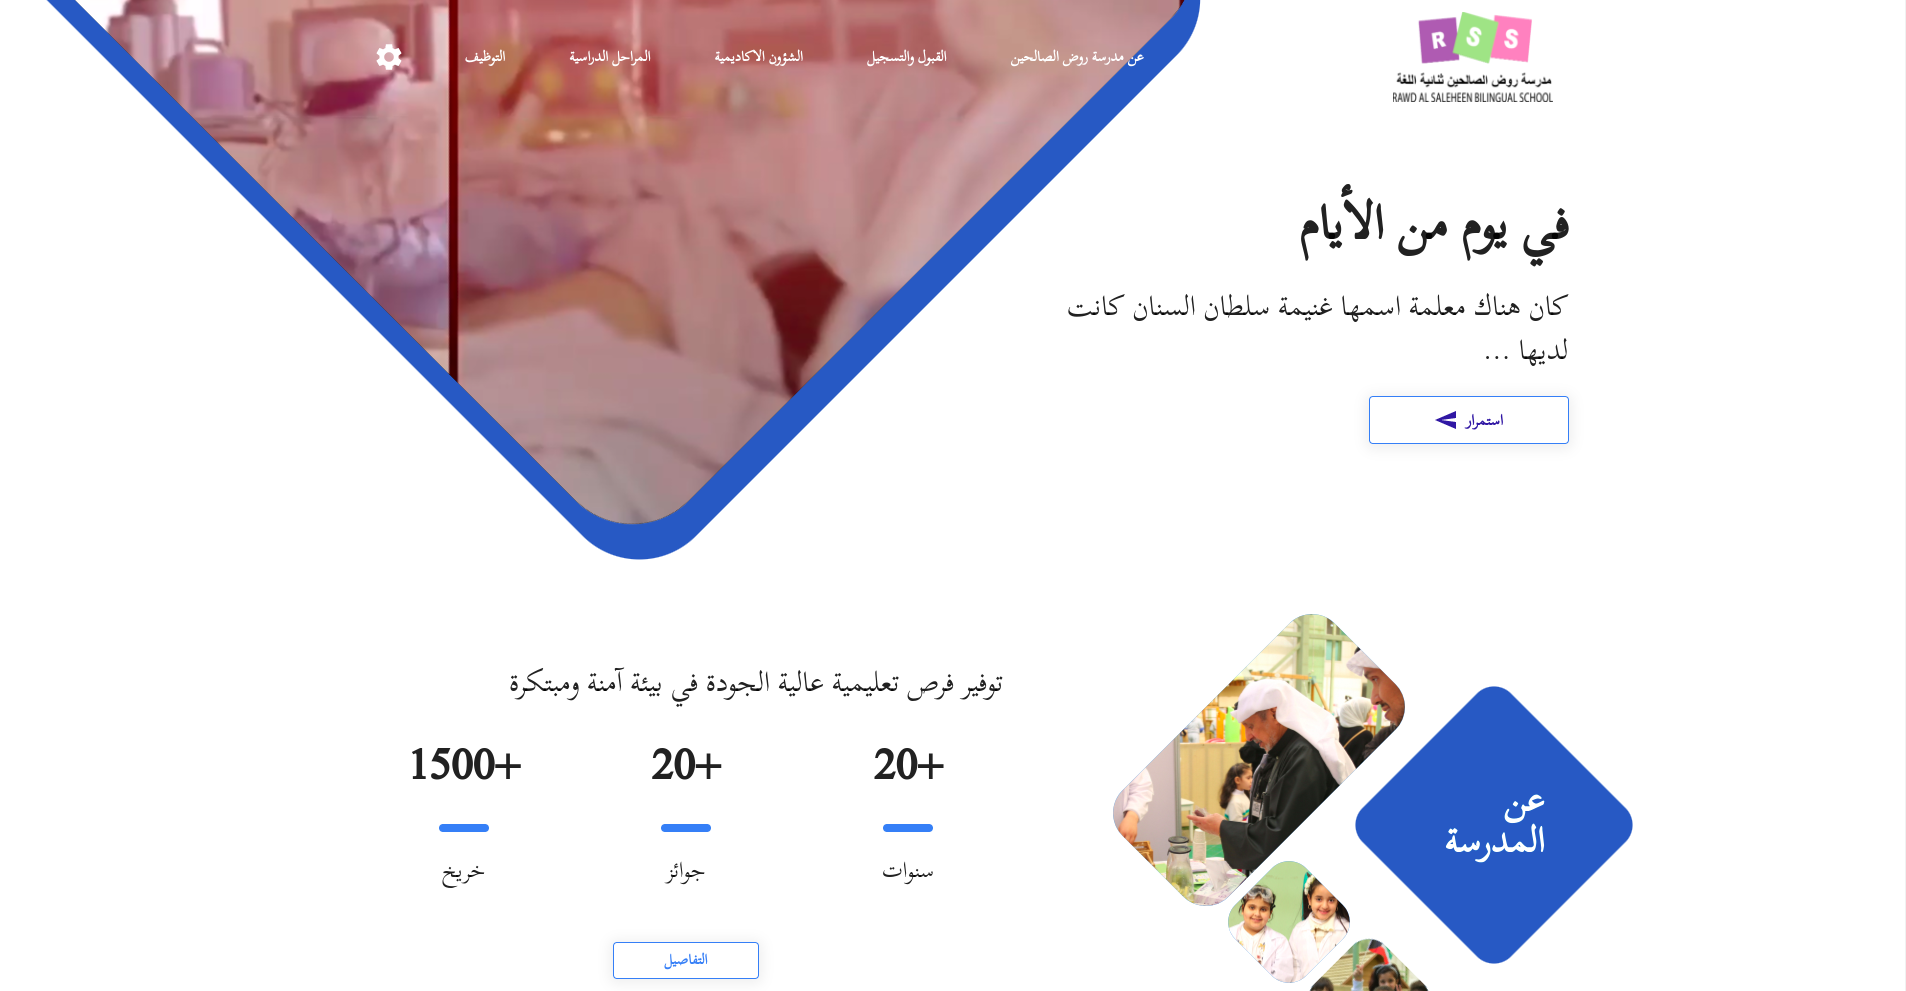 R S S
مدرسة روض الصالحين ثنائية اللغة
RAWD AL SALEHEEN BILINGUAL SCHOOL
عن مدرسة روض الصالحين
القبول والتسجيل
الشؤون الاكاديمية
المراحل الدراسية
التوظيف
في يوم من الأيام
كان هناك معلمة اسمها غنيمة سلطان السنان كانت
لديها ...
استمرار
عن
المدرسة
توفير فرص تعليمية عالية الجودة في بيئة آمنة ومبتكرة
20+
سنوات
20+
جوائز
1500+
خريخ
التفاصيل